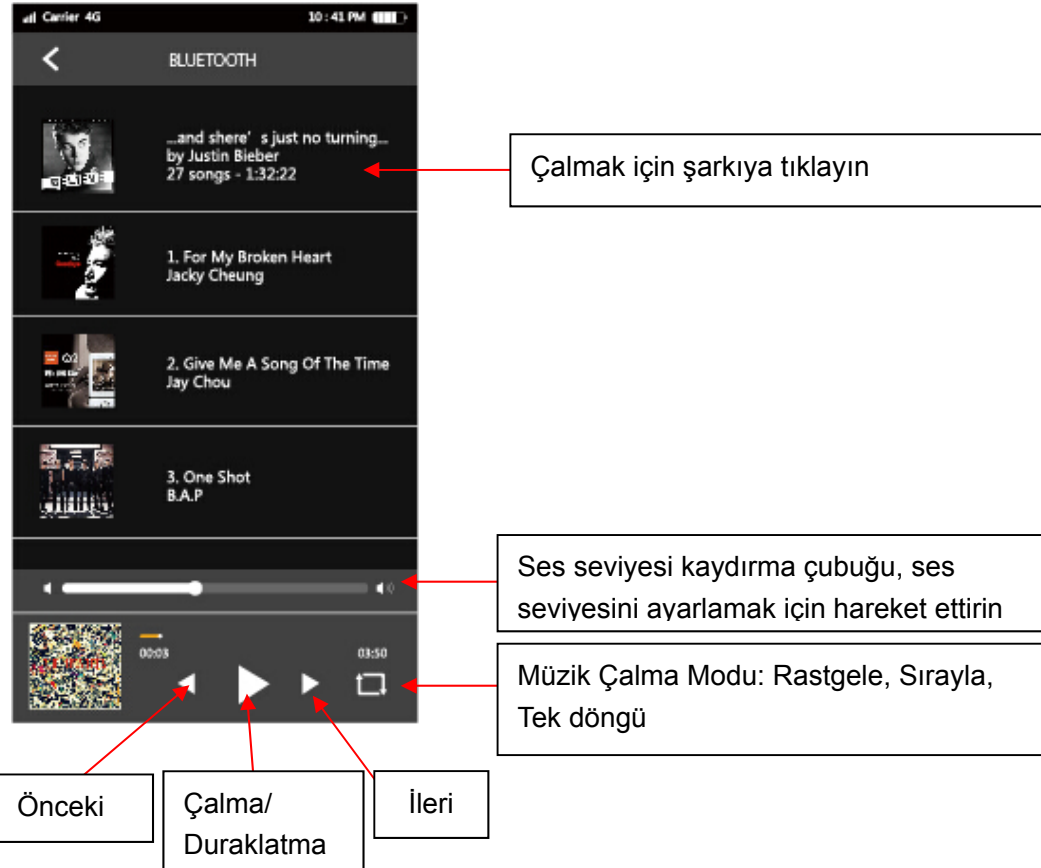 Carrier 4G
10:41 PM
BLUETOOTH
...and shere's just no turning...
by Justin Bieber
27 songs - 1:32:22
Çalmak için şarkıya tıklayın
1. For My Broken Heart
Jacky Cheung
2. Give Me A Song Of The Time
Jay Chou
3. One Shot
B.A.P
Ses seviyesi kaydırma çubuğu, ses
seviyesini ayarlamak için hareket ettirin
00:03
03:50
Müzik Çalma Modu: Rastgele, Sırayla,
Tek döngü
Önceki
Çalma/
Duraklatma
İleri